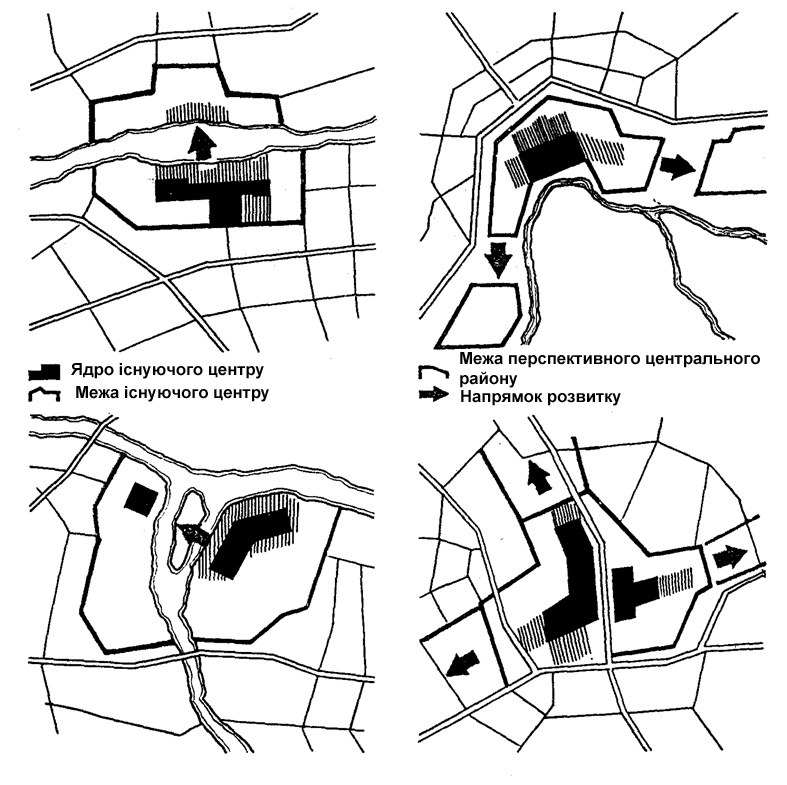 Ядро існуючого центру
Межа існуючого центру
Межа перспективного центрального
району
Напрямок розвитку